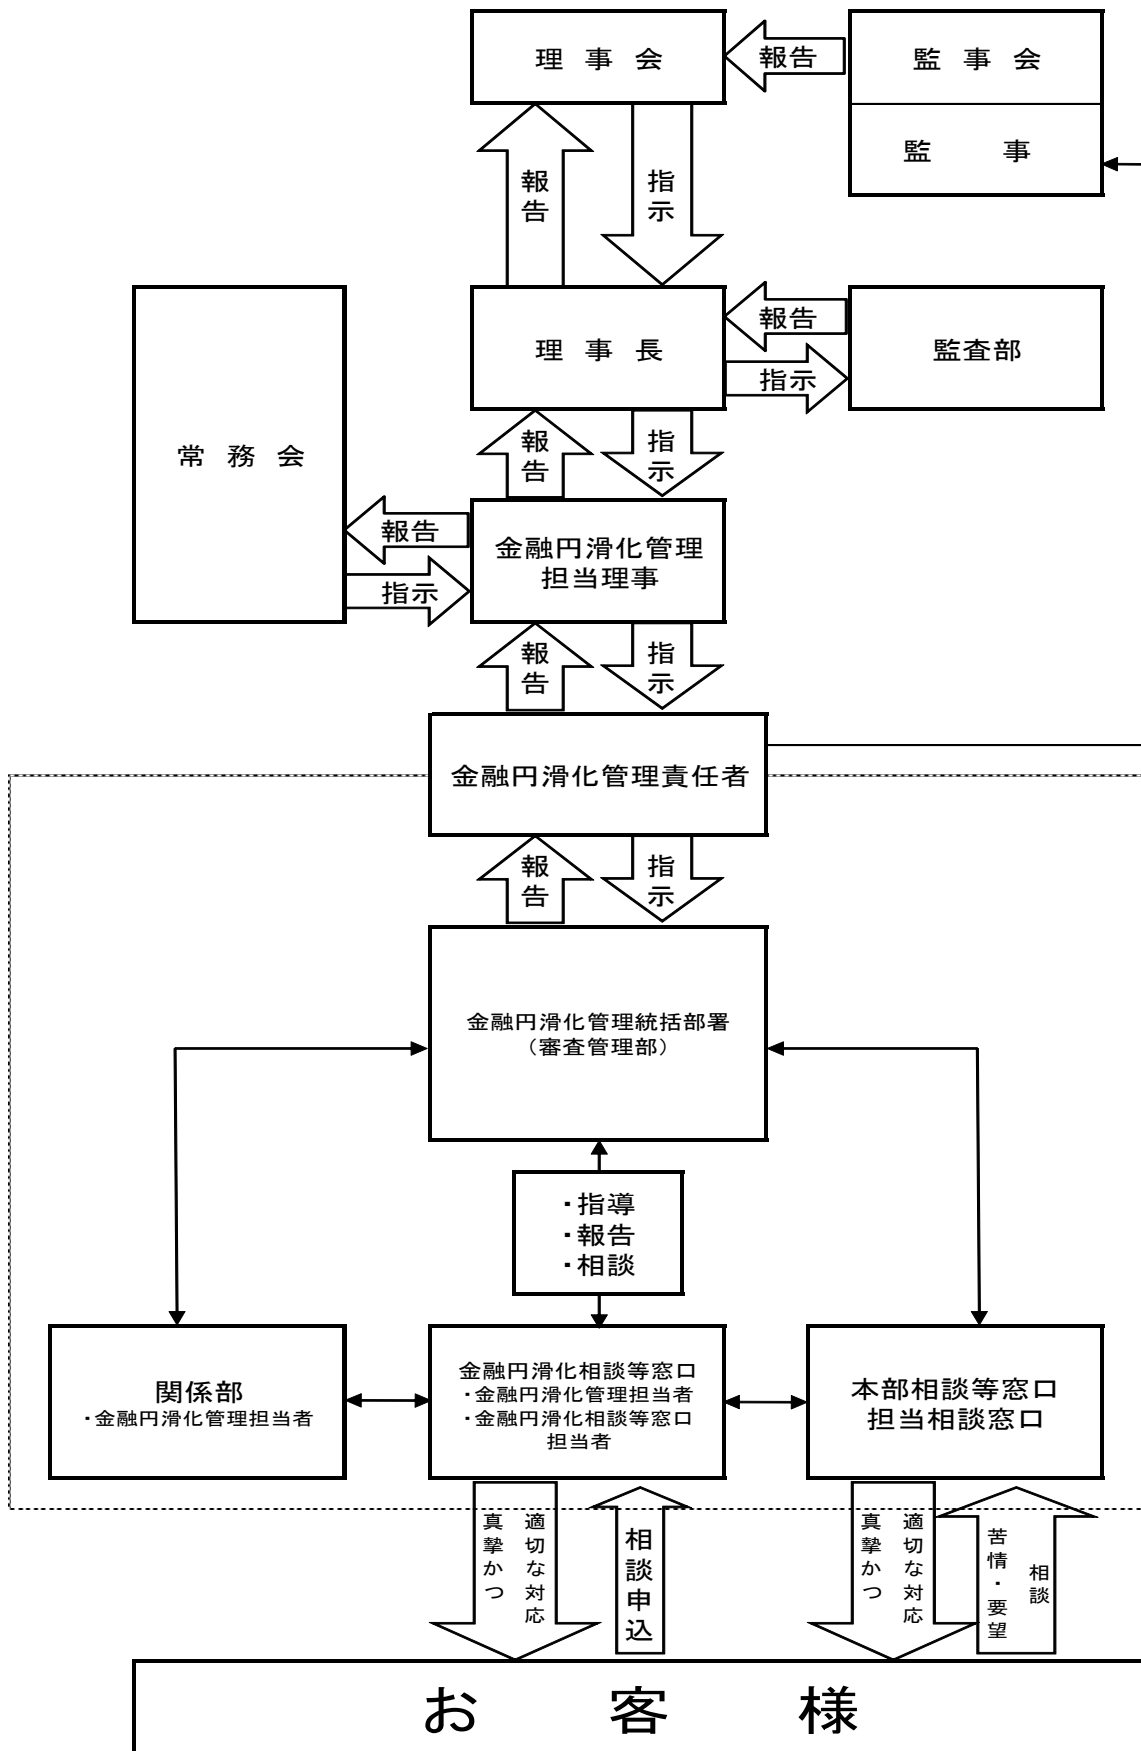 理 事 会
報告
監 事 会
監 事
報告
指示
常 務 会
理 事 長
報告
指示
監査部
報告
指示
報告
指示
金融円滑化管理
担当理事
報告
指示
金融円滑化管理責任者
報告
指示
金融円滑化管理統括部署
（審査管理部）
・指導
・報告
・相談
関係部
・金融円滑化管理担当者
金融円滑化相談等窓口
・金融円滑化管理担当者
・金融円滑化相談等窓口
担当者
本部相談等窓口
担当相談窓口
真摯かつ
適切な対応
相談申込
真摯かつ
適切な対応
苦情・要望
相談
お 客 様